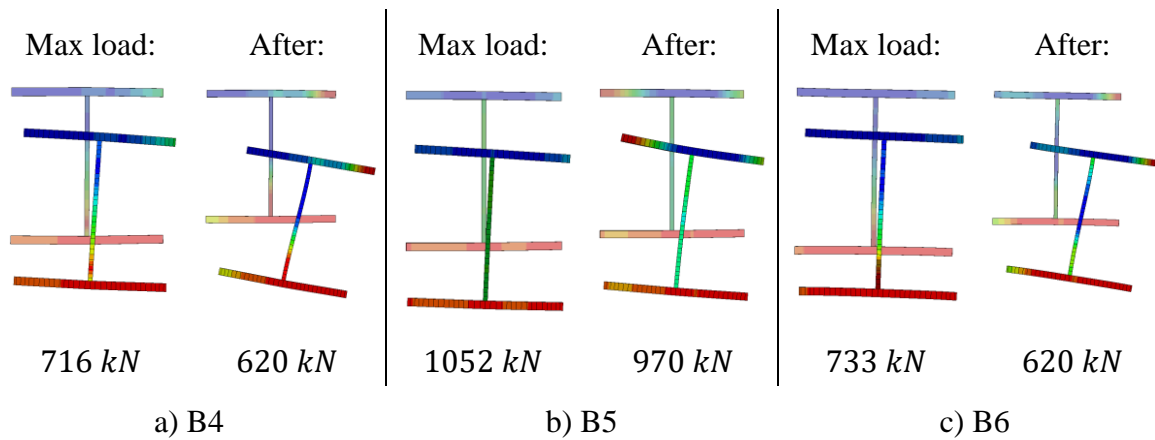 Max load: After: Max load: After: Max load: After:
716 kN 620 kN 1052 kN 970 kN 733 kN 620 kN
a) B4 b) B5 c) B6